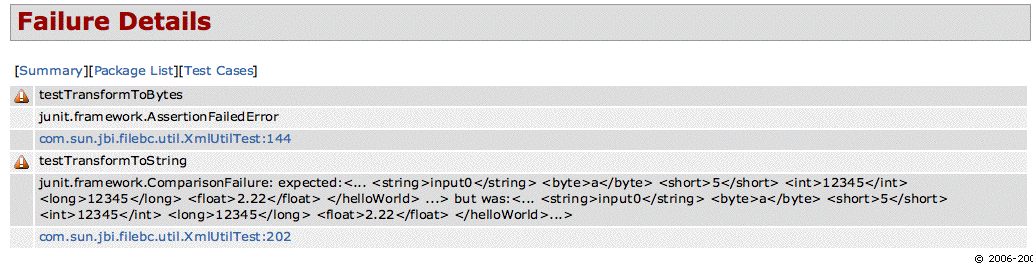 Failure Details
[Summary][Package List][Test Cases]
testTransformToBytes
junit.framework.AssertionFailedError
com.sun.jbi.filebc.util.XmlUtilTest:144
testTransformToString
junit.framework.ComparisonFailure: expected:<... <string>input0</string> <byte>a</byte> <short>5</short> <int>12345</int>
<long>12345</long> <float>2.22</float> </helloWorld> ...> but was:<... <string>input0</string> <byte>a</byte> <short>5</short>
<int>12345</int> <long>12345</long> <float>2.22</float> </helloWorld>...>
com.sun.jbi.filebc.util.XmlUtilTest:202
© 2006-200